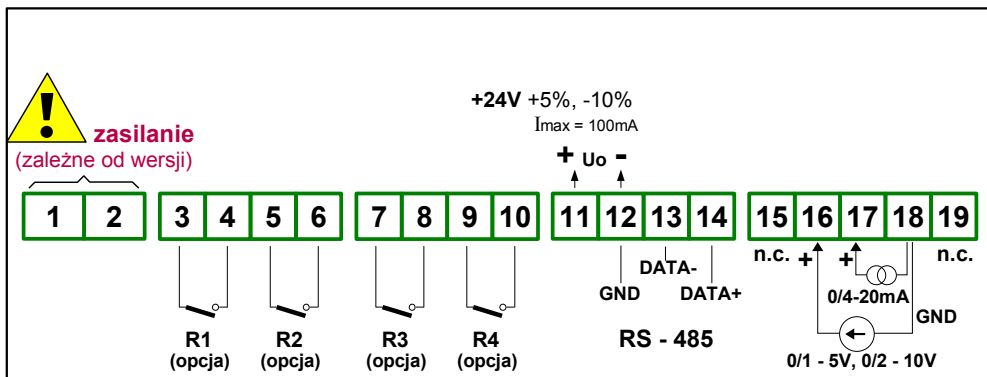 +24V +5%, -10%
Imax = 100mA
!
zasilanie
(zależne od wersji)
+ Uo -
1 2 3 4 5 6 7 8 9 10 11 12 13 14 15 16 17 18 19
n.c. + + n.c.
DATA-
GND DATA+
0/4-20mA
GND
R1 R2 R3 R4 RS - 485
(opcja) (opcja) (opcja) (opcja)
0/1 - 5V, 0/2 - 10V